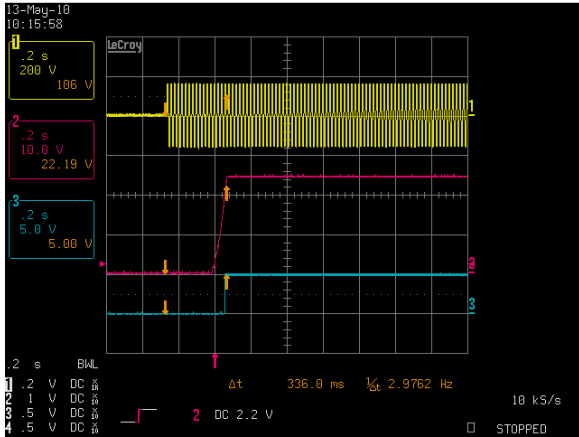 13-May-10
10:15:58
LeCroy
1
.2 s
200 V
106 V
2
.2 s
10.0 V
22.19 V
3
.2 s
5.0 V
5.00 V
1
2
3
.2 s BWL
1 .2 V DC
2 1 V DC
3 .5 V DC
4 .5 V DC
Δt 336.0 ms 1/Δt 2.9762 Hz
2 DC 2.2 V
10 kS/s
STOPPED